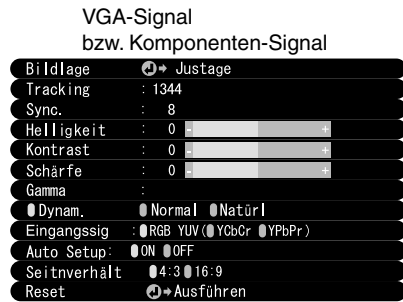 VGA-Signal
bzw. Komponenten-Signal
Bildlage ➔ Justage
Tracking : 1344
Sync. : 8
Helligkeit : 0 - +
Kontrast : 0 - +
Schärfe : 0 - +
Gamma :
Dynam. Normal Natürl
Eingangssig : RGB YUV( YCbCr YPbPr )
Auto Setup: ON OFF
Seitnverhält 4:3 16:9
Reset ➔ Ausführen